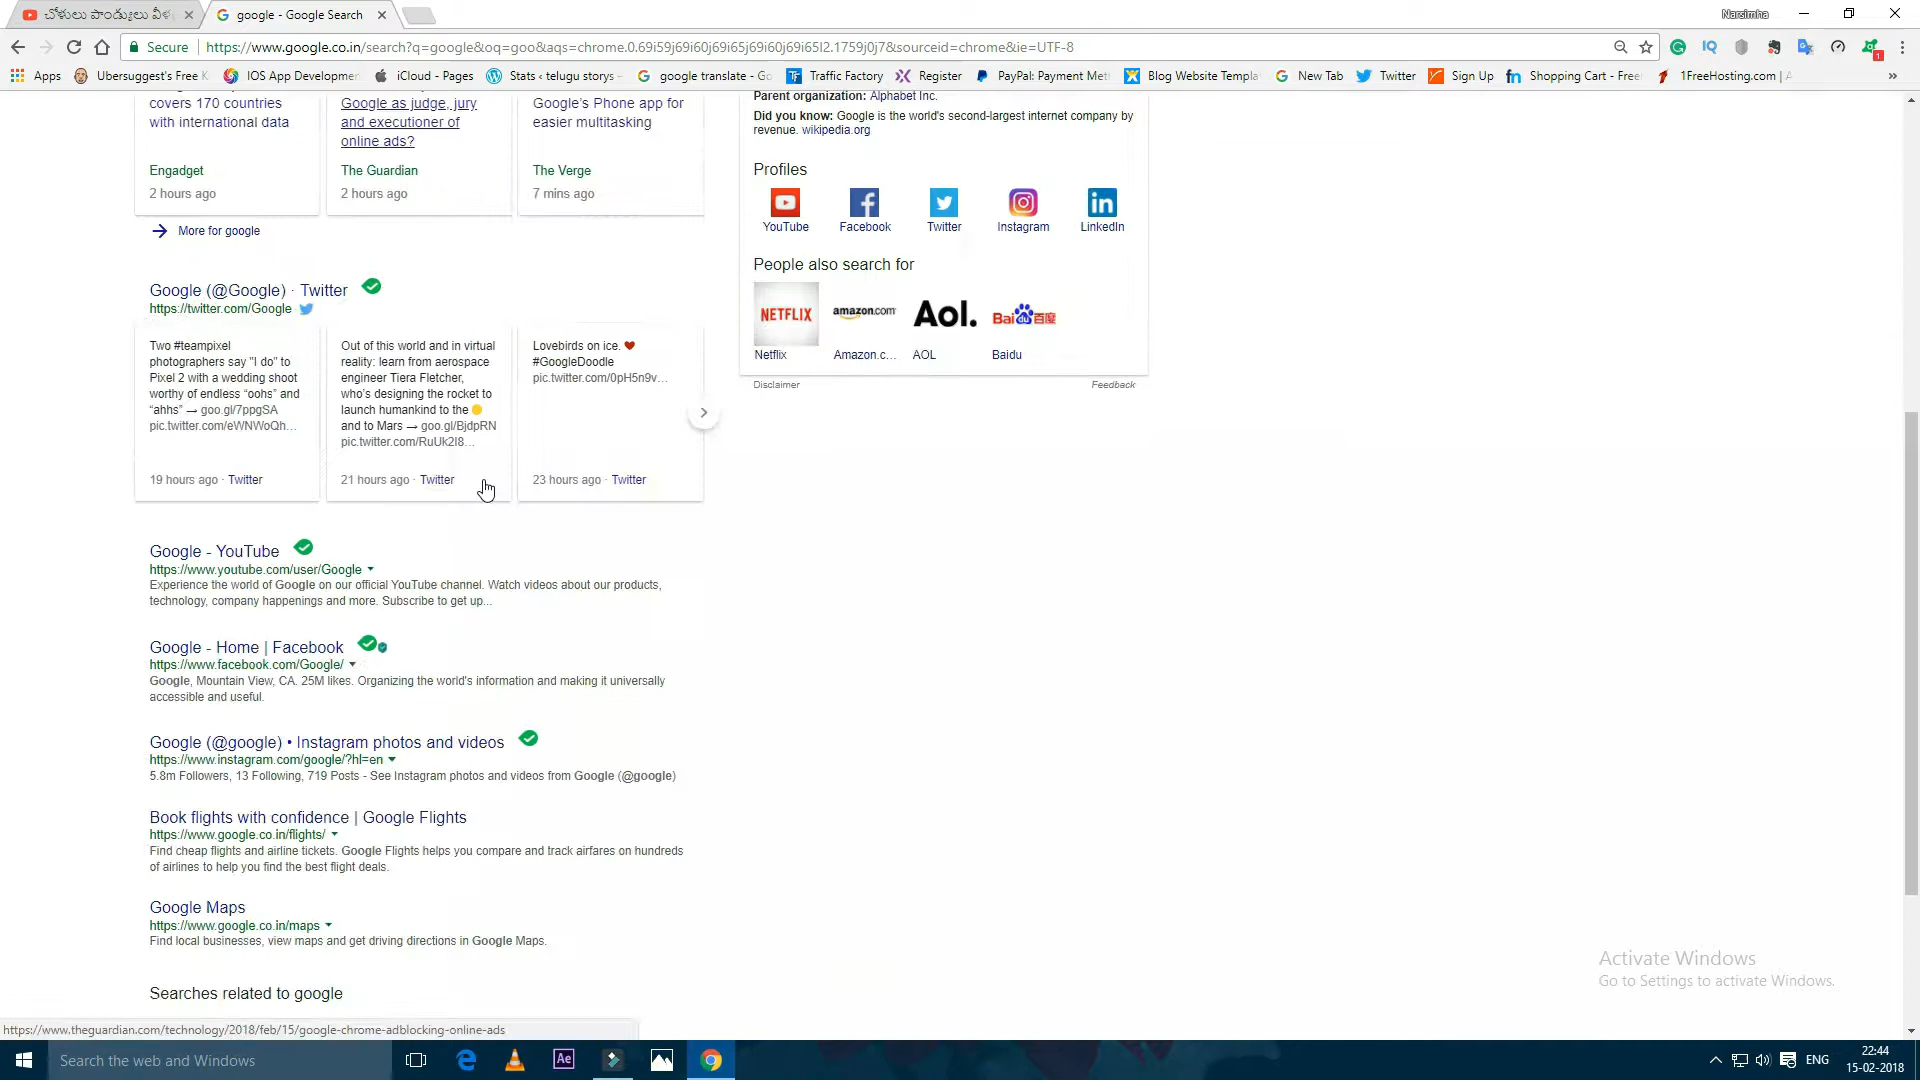 చోళులు పాండ్యులు వీళ
google - Google Search
Narsimha
Secure
https://www.google.co.in/search?q=google&oq=goo&aqs=chrome.0.69i59j69i60j69i65j69i60j69i65l2.1759j0j7&sourceid=chrome&ie=UTF-8
Apps
Ubersuggest's Free K
IOS App Developmen
iCloud - Pages
Stats ‹ telugu storys
google translate - Go
Traffic Factory
Register
PayPal: Payment Met
Blog Website Templa
New Tab
Twitter
Sign Up
Shopping Cart - Free
1FreeHosting.com |
covers 170 countries
with international data
Engadget
2 hours ago
Google as judge, jury
and executioner of
online ads?
The Guardian
2 hours ago
Google's Phone app for
easier multitasking
The Verge
7 mins ago
More for google
Google (@Google) · Twitter
https://twitter.com/Google
Two #teampixel
photographers say "I do" to
Pixel 2 with a wedding shoot
worthy of endless “oohs” and
“ahhs” → goo.gl/7ppgSA
pic.twitter.com/eWNWoQh...
19 hours ago · Twitter
Out of this world and in virtual
reality: learn from aerospace
engineer Tiera Fletcher,
who's designing the rocket to
launch humankind to the
and to Mars → goo.gl/BjdpRN
pic.twitter.com/RuUk2I8...
21 hours ago · Twitter
Lovebirds on ice.
#GoogleDoodle
pic.twitter.com/0pH5n9v...
23 hours ago · Twitter
Google - YouTube
https://www.youtube.com/user/Google
Experience the world of Google on our official YouTube channel. Watch videos about our products,
technology, company happenings and more. Subscribe to get up...
Google - Home | Facebook
https://www.facebook.com/Google/
Google, Mountain View, CA. 25M likes. Organizing the world's information and making it universally
accessible and useful.
Google (@google) • Instagram photos and videos
https://www.instagram.com/google/?hl=en
5.8m Followers, 13 Following, 719 Posts - See Instagram photos and videos from Google (@google)
Book flights with confidence | Google Flights
https://www.google.co.in/flights/
Find cheap flights and airline tickets. Google Flights helps you compare and track airfares on hundreds
of airlines to help you find the best flight deals.
Google Maps
https://www.google.co.in/maps
Find local businesses, view maps and get driving directions in Google Maps.
Searches related to google
Parent organization: Alphabet Inc.
Did you know: Google is the world's second-largest internet company by
revenue. wikipedia.org
Profiles
YouTube
Facebook
Twitter
Instagram
LinkedIn
People also search for
NETFLIX
amazon.com
Aol.
Bai du 百度
Netflix
Amazon.c...
AOL
Baidu
Disclaimer
Feedback
Activate Windows
Go to Settings to activate Windows.
https://www.theguardian.com/technology/2018/feb/15/google-chrome-adblocking-online-ads
Search the web and Windows
Ae
ENG
22:44
15-02-2018